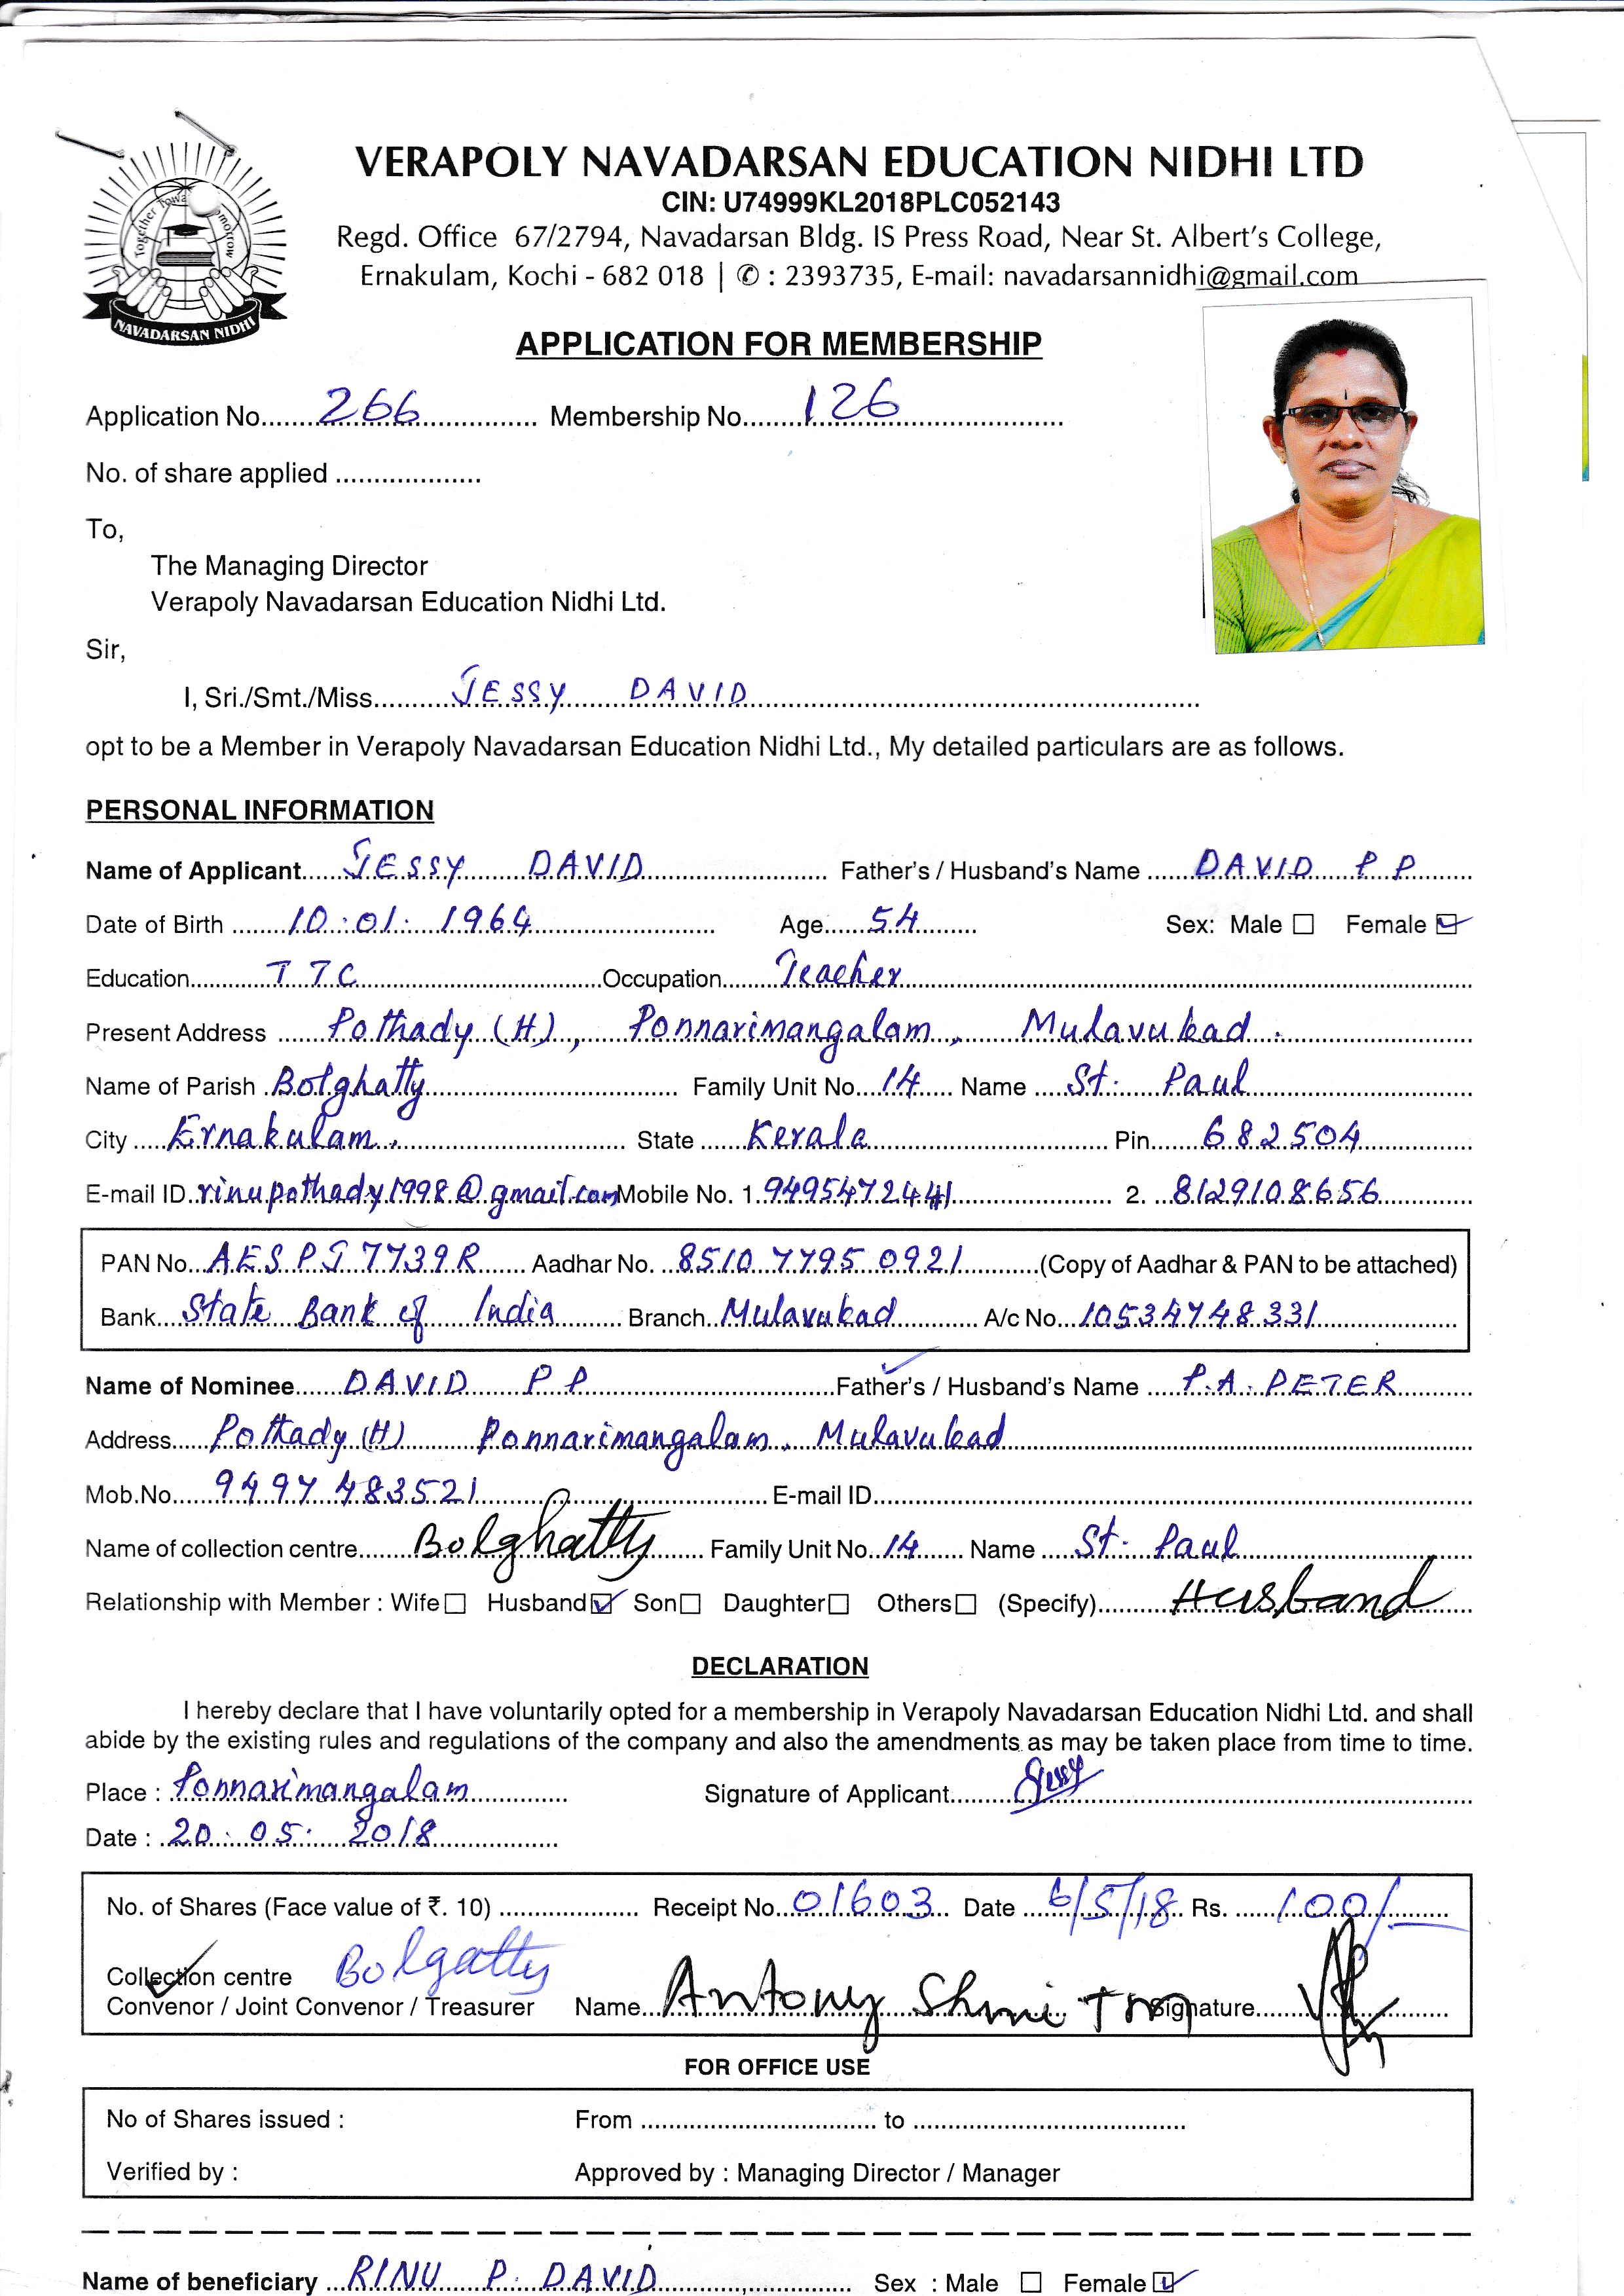 Together Towa
morrow
NAVADARSAN NIDHI
VERAPOLY NAVADARSAN EDUCATION NIDHI LTD
CIN: U74999KL2018PLC052143
Regd. Office 67/2794, Navadarsan Bldg. IS Press Road, Near St. Albert's College,
Ernakulam, Kochi - 682 018 | ✆ : 2393735, E-mail: navadarsannidhi@gmail.com
APPLICATION FOR MEMBERSHIP
Application No. 266 Membership No. 126
No. of share applied
To,
The Managing Director
Verapoly Navadarsan Education Nidhi Ltd.
Sir,
I, Sri./Smt./Miss. JESSY DAVID
opt to be a Member in Verapoly Navadarsan Education Nidhi Ltd., My detailed particulars are as follows.
PERSONAL INFORMATION
Name of Applicant JESSY DAVID Father's / Husband's Name DAVID P P
Date of Birth 10.01.1964 Age 54 Sex: Male ☐ Female ☑
Education T T C Occupation Teacher
Present Address Pothady (H), Ponnarimangalam, Mulavukad.
Name of Parish Bolghatty Family Unit No. 14 Name St. Paul
City Ernakulam, State Kerala Pin 682504
E-mail ID rinupothady1998@gmail.com Mobile No. 1. 9495472441 2. 8129108656
PAN No. AESPJ7739R Aadhar No. 8510 7795 0921 (Copy of Aadhar & PAN to be attached)
Bank State Bank of India Branch Mulavukad A/c No. 10534748331
Name of Nominee DAVID P P Father's / Husband's Name P.A. PETER
Address Pothady (H) Ponnarimangalam, Mulavukad
Mob.No. 9497483521 E-mail ID
Name of collection centre Bolghatty Family Unit No. 14 Name St. Paul
Relationship with Member : Wife ☐ Husband ☑ Son ☐ Daughter ☐ Others ☐ (Specify) Husband
DECLARATION
I hereby declare that I have voluntarily opted for a membership in Verapoly Navadarsan Education Nidhi Ltd. and shall
abide by the existing rules and regulations of the company and also the amendments as may be taken place from time to time.
Place : Ponnarimangalam Signature of Applicant Jessy
Date : 20.05.2018
No. of Shares (Face value of ₹. 10) Receipt No. 01603 Date 6/5/18 Rs. 100/-
Collection centre Bolgatty
Convenor / Joint Convenor / Treasurer Name Antony Signature
FOR OFFICE USE
No of Shares issued : From to
Verified by : Approved by : Managing Director / Manager
Name of beneficiary RINU P. DAVID Sex : Male ☐ Female ☑